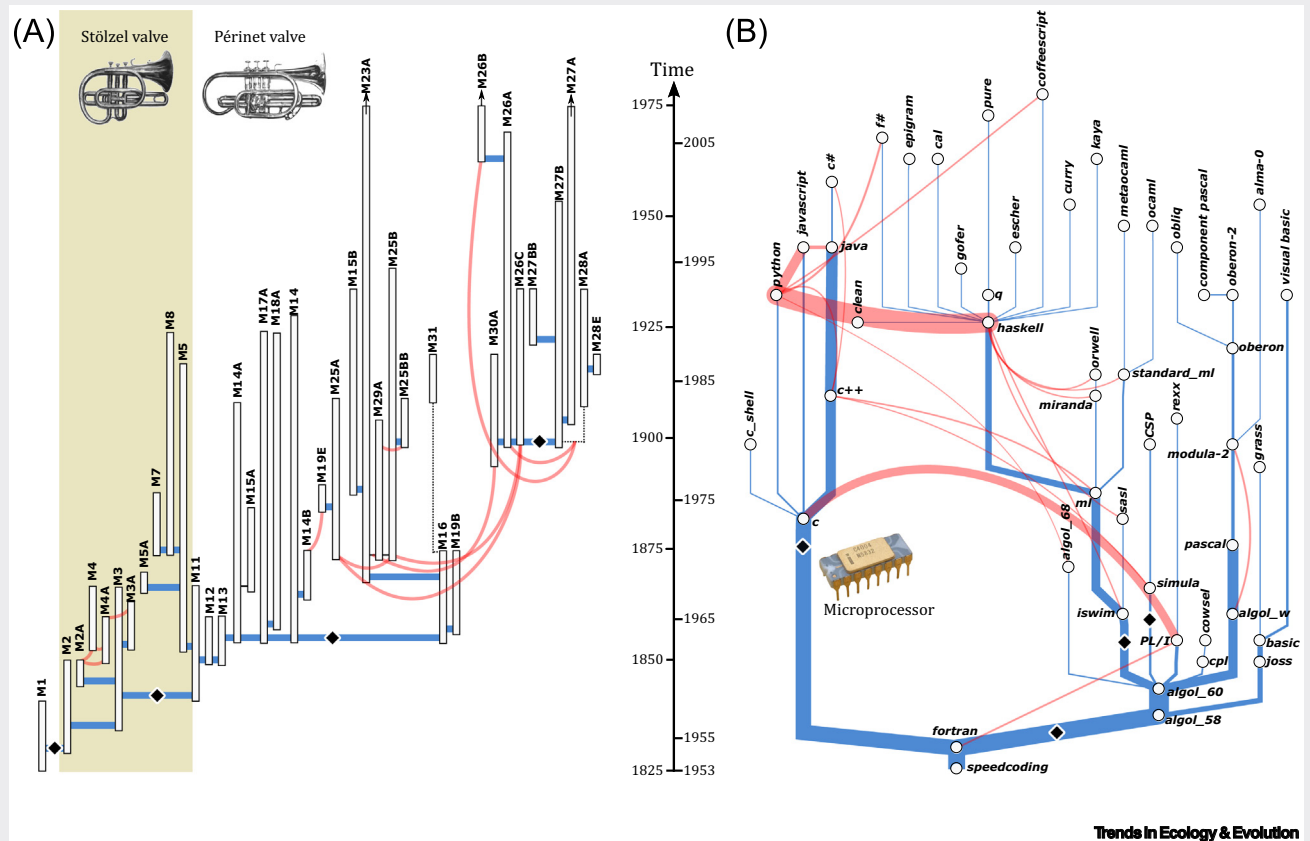 (A)
Stölzel valve
Périnet valve
M1
M2
M2A
M4
M4A
M3
M3A
M5A
M7
M8
M5
M11
M12
M13
M14A
M15A
M17A
M18A
M14
M14B
M19E
M25A
M15B
M23A
M29A
M25B
M25BB
M31
M16
M19B
M26B
M30A
M26A
M26C
M27BB
M27B
M27A
M28A
M28E
Time
1975
2005
1950
1995
1925
1985
1900
1975
1875
1965
1850
1955
1825
1953
(B)
coffeescript
pure
f#
epigram
cal
kaya
c#
curry
metaocaml
ocaml
component pascal
alma-0
javascript
java
gofer
escher
obliq
oberon-2
visual basic
python
clean
q
haskell
orwell
standard_ml
oberon
c++
miranda
rexx
c_shell
CSP
modula-2
grass
ml
sasl
c
algol_68
pascal
Microprocessor
simula
iswim
cowsel
algol_w
PL/I
basic
cpl
joss
algol_60
algol_58
fortran
speedcoding
Trends in Ecology & Evolution